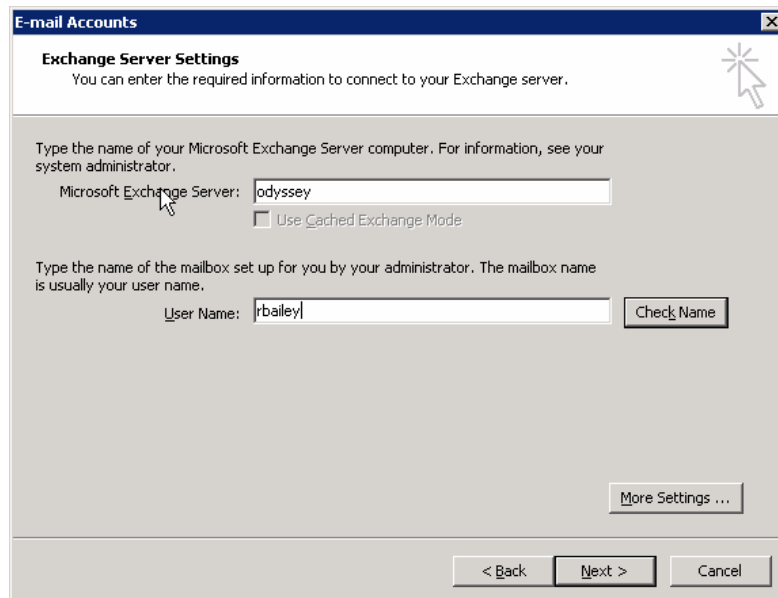 E-mail Accounts
Exchange Server Settings
You can enter the required information to connect to your Exchange server.
Type the name of your Microsoft Exchange Server computer. For information, see your
system administrator.
Microsoft Exchange Server: odyssey
Use Cached Exchange Mode
Type the name of the mailbox set up for you by your administrator. The mailbox name
is usually your user name.
User Name: rbailey Check Name
More Settings ...
< Back Next > Cancel